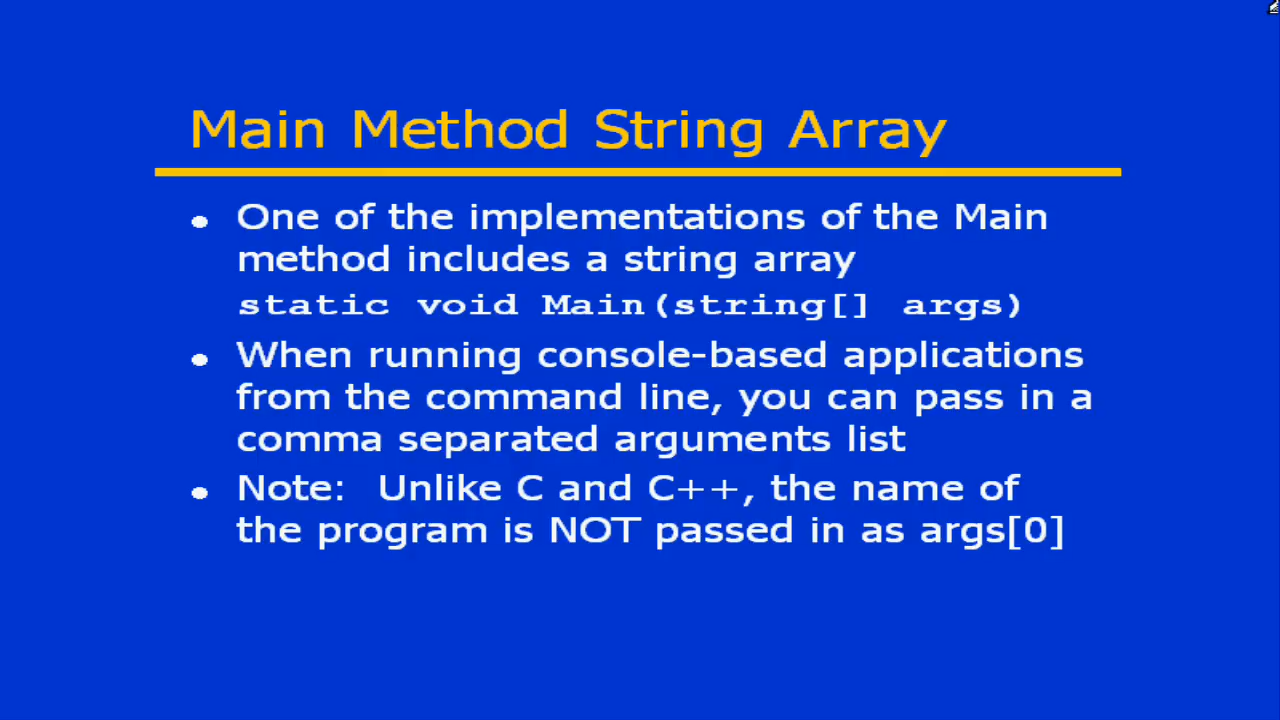 Main Method String Array
• One of the implementations of the Main
method includes a string array
static void Main(string[] args)
• When running console-based applications
from the command line, you can pass in a
comma separated arguments list
• Note: Unlike C and C++, the name of
the program is NOT passed in as args[0]